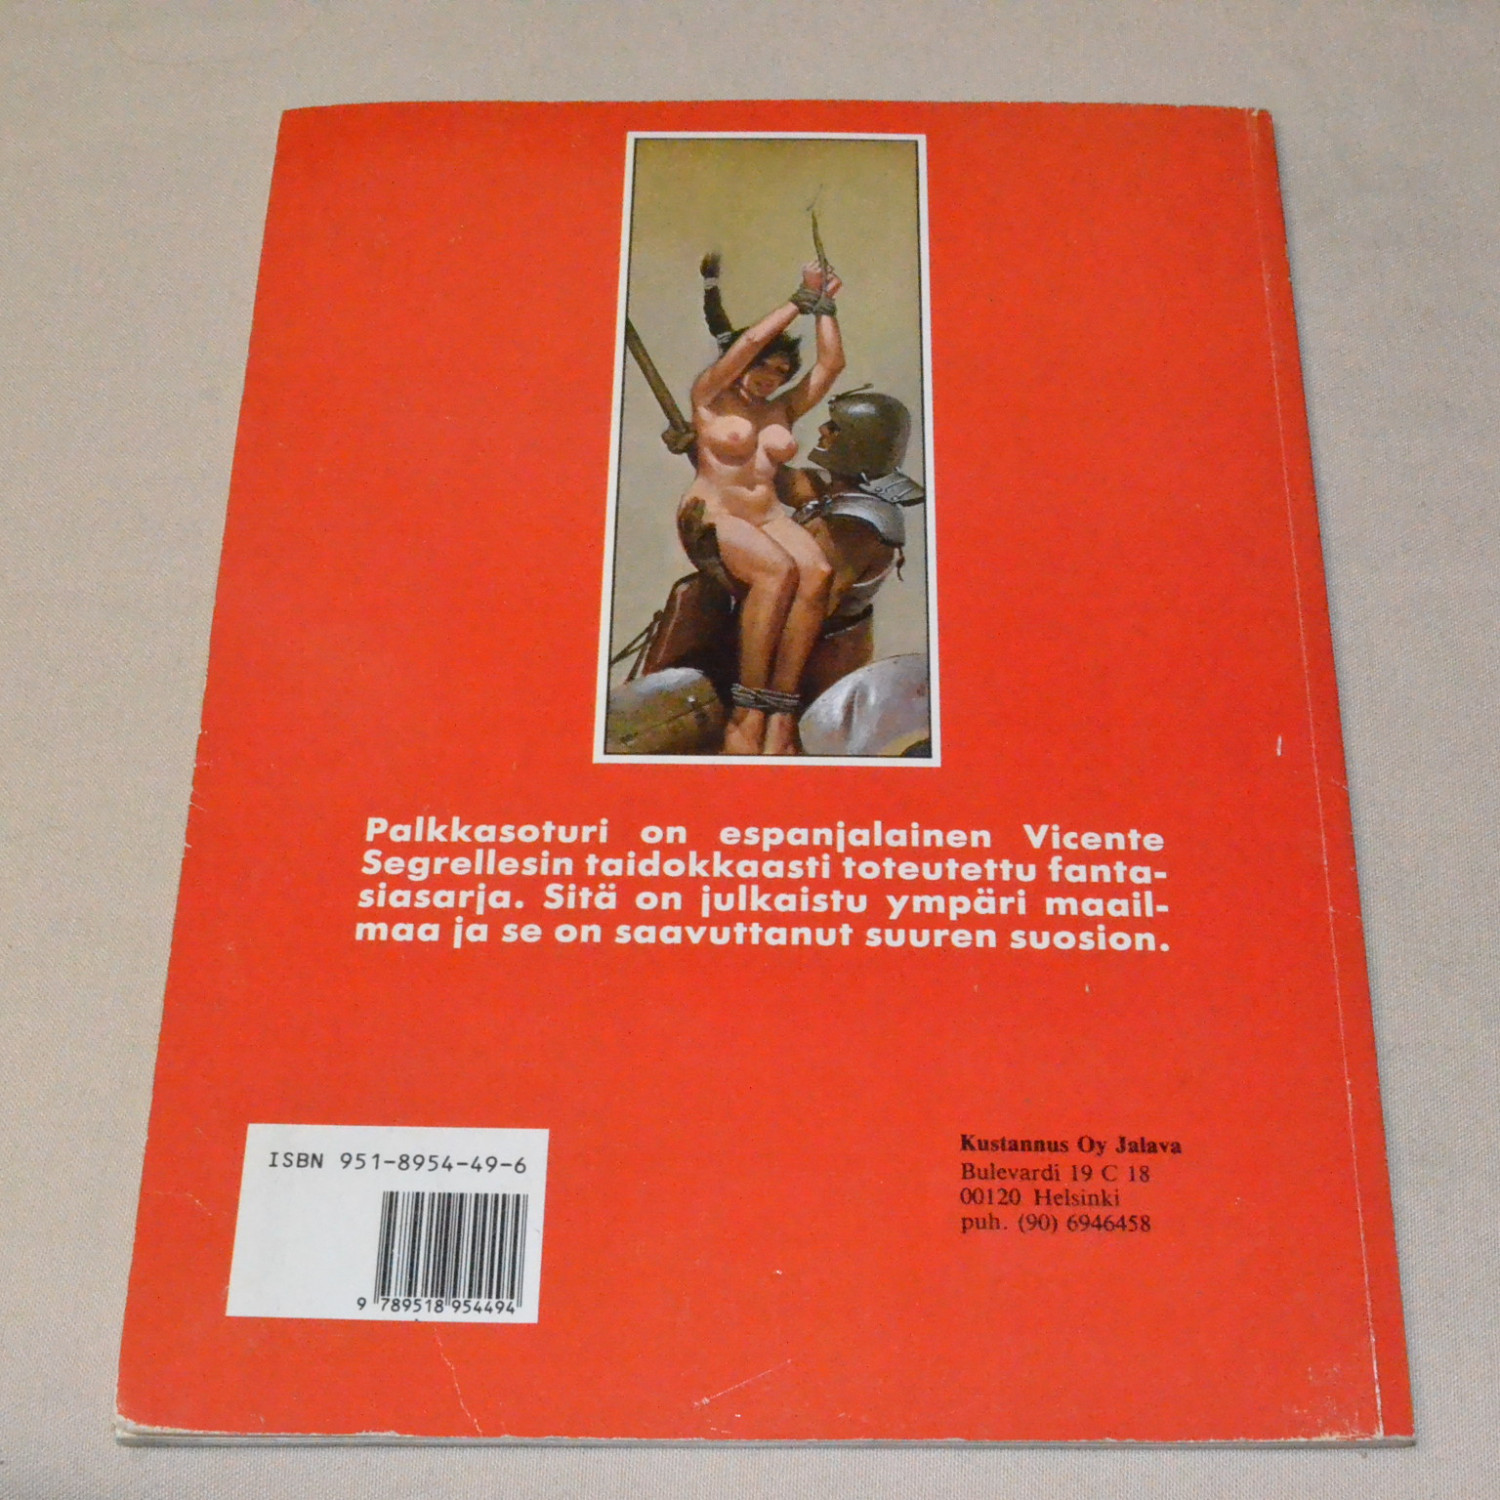 Palkkasoturi on espanjalainen Vicente
Segrellesin taidokkaasti toteutettu fanta-
siasarja. Sitä on julkaistu ympäri maail-
maa ja se on saavuttanut suuren suosion.
ISBN 951-8954-49-6
9 789518 954494
Kustannus Oy Jalava
Bulevardi 19 C 18
00120 Helsinki
puh. (90) 6946458